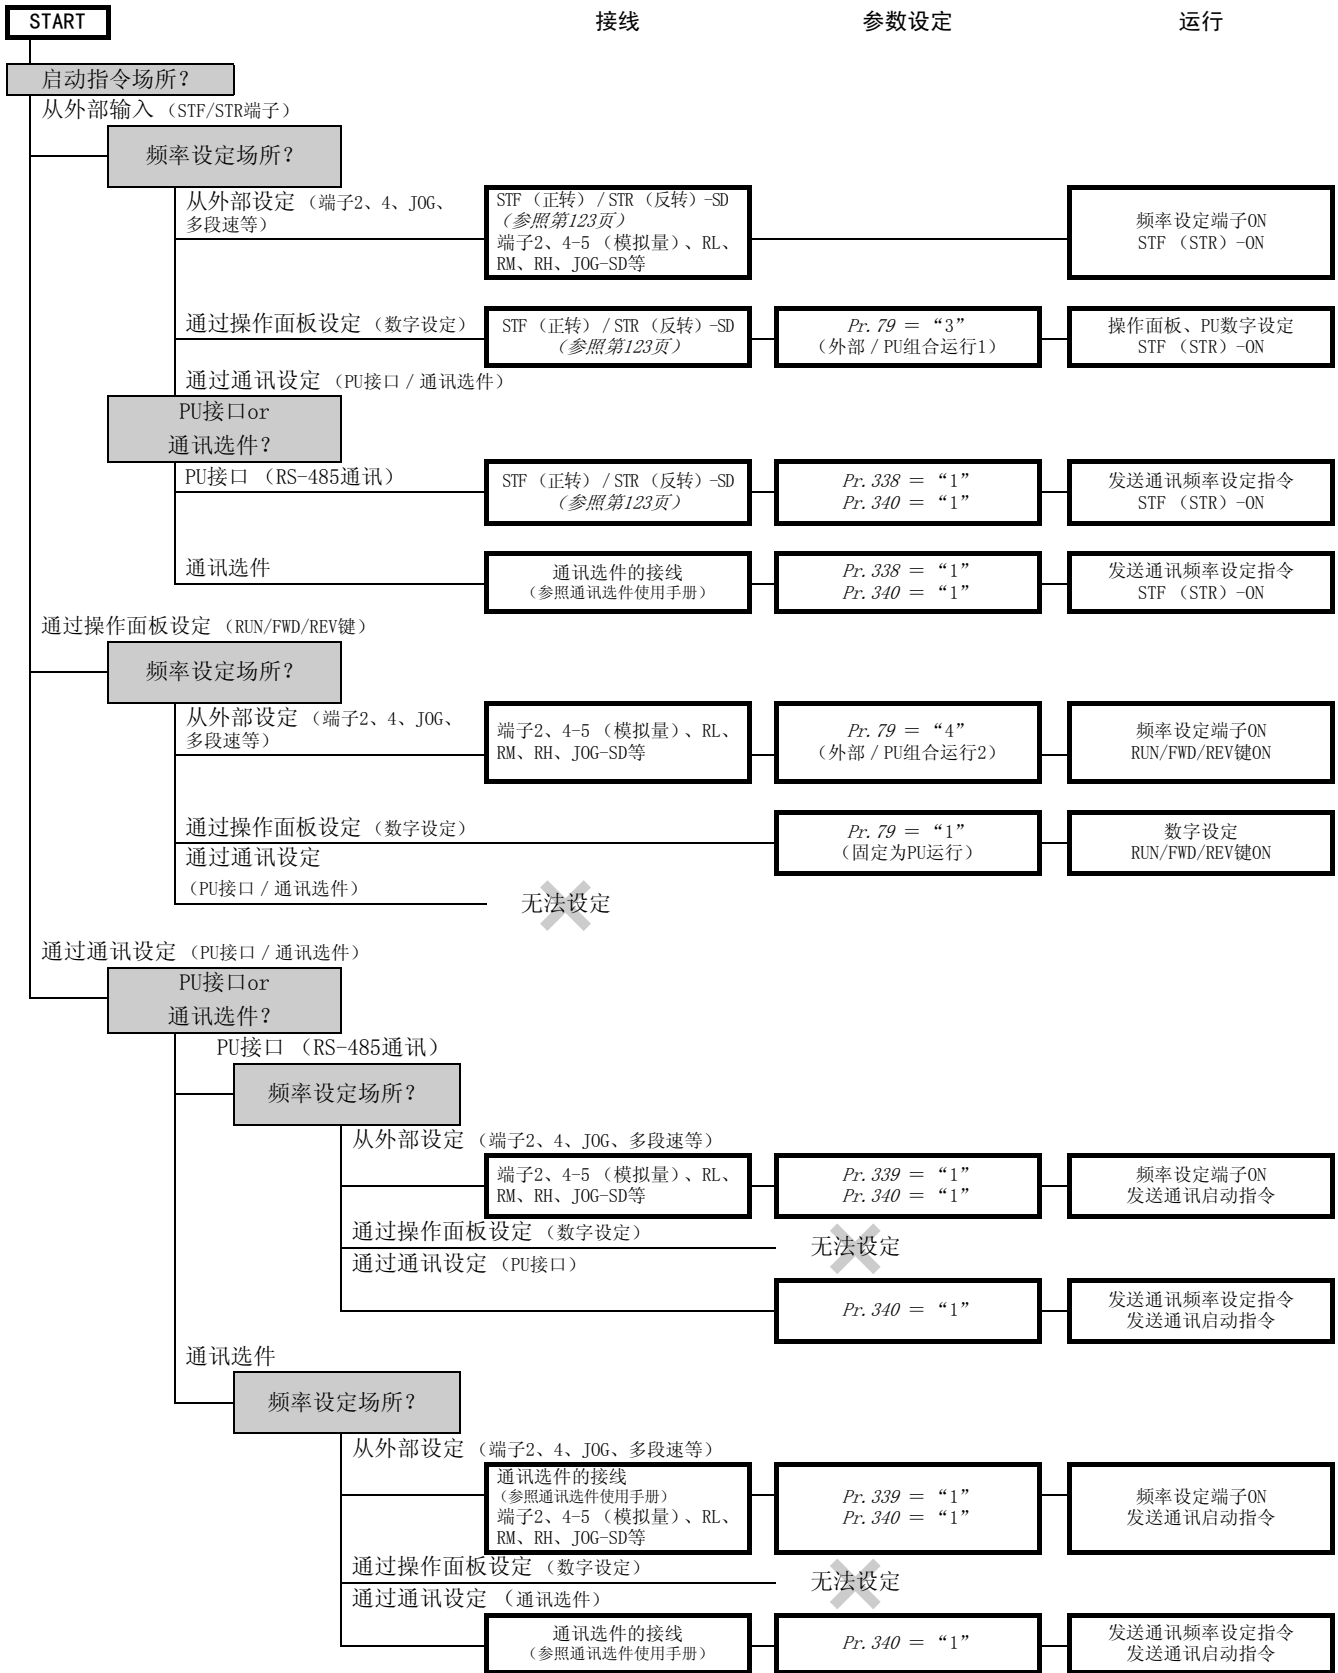 START
接线
参数设定
运行
启动指令场所？
从外部输入（STF/STR端子）
频率设定场所？
从外部设定（端子2、4、JOG、
多段速等）
STF（正转）/STR（反转）-SD
（参照第123页）
端子2、4-5（模拟量）、RL、
RM、RH、JOG-SD等
频率设定端子ON
STF（STR）-ON
通过操作面板设定（数字设定）
STF（正转）/STR（反转）-SD
（参照第123页）
Pr. 79 ＝ “3”
（外部/PU组合运行1）
操作面板、PU数字设定
STF（STR）-ON
通过通讯设定（PU接口/通讯选件）
PU接口or
通讯选件？
PU接口（RS-485通讯）
STF（正转）/STR（反转）-SD
（参照第123页）
Pr. 338 ＝ “1”
Pr. 340 ＝ “1”
发送通讯频率设定指令
STF（STR）-ON
通讯选件
通讯选件的接线
（参照通讯选件使用手册）
Pr. 338 ＝ “1”
Pr. 340 ＝ “1”
发送通讯频率设定指令
STF（STR）-ON
通过操作面板设定（RUN/FWD/REV键）
频率设定场所？
从外部设定（端子2、4、JOG、
多段速等）
端子2、4-5（模拟量）、RL、
RM、RH、JOG-SD等
Pr. 79 ＝ “4”
（外部/PU组合运行2）
频率设定端子ON
RUN/FWD/REV键ON
通过操作面板设定（数字设定）
Pr. 79 ＝ “1”
（固定为PU运行）
数字设定
RUN/FWD/REV键ON
通过通讯设定
（PU接口/通讯选件）
无法设定
通过通讯设定（PU接口/通讯选件）
PU接口or
通讯选件？
PU接口（RS-485通讯）
频率设定场所？
从外部设定（端子2、4、JOG、多段速等）
端子2、4-5（模拟量）、RL、
RM、RH、JOG-SD等
Pr. 339 ＝ “1”
Pr. 340 ＝ “1”
频率设定端子ON
发送通讯启动指令
通过操作面板设定（数字设定）
无法设定
通过通讯设定（PU接口）
Pr. 340 ＝ “1”
发送通讯频率设定指令
发送通讯启动指令
通讯选件
频率设定场所？
从外部设定（端子2、4、JOG、多段速等）
通讯选件的接线
（参照通讯选件使用手册）
端子2、4-5（模拟量）、RL、
RM、RH、JOG-SD等
Pr. 339 ＝ “1”
Pr. 340 ＝ “1”
频率设定端子ON
发送通讯启动指令
通过操作面板设定（数字设定）
无法设定
通过通讯设定（通讯选件）
通讯选件的接线
（参照通讯选件使用手册）
Pr. 340 ＝ “1”
发送通讯频率设定指令
发送通讯启动指令